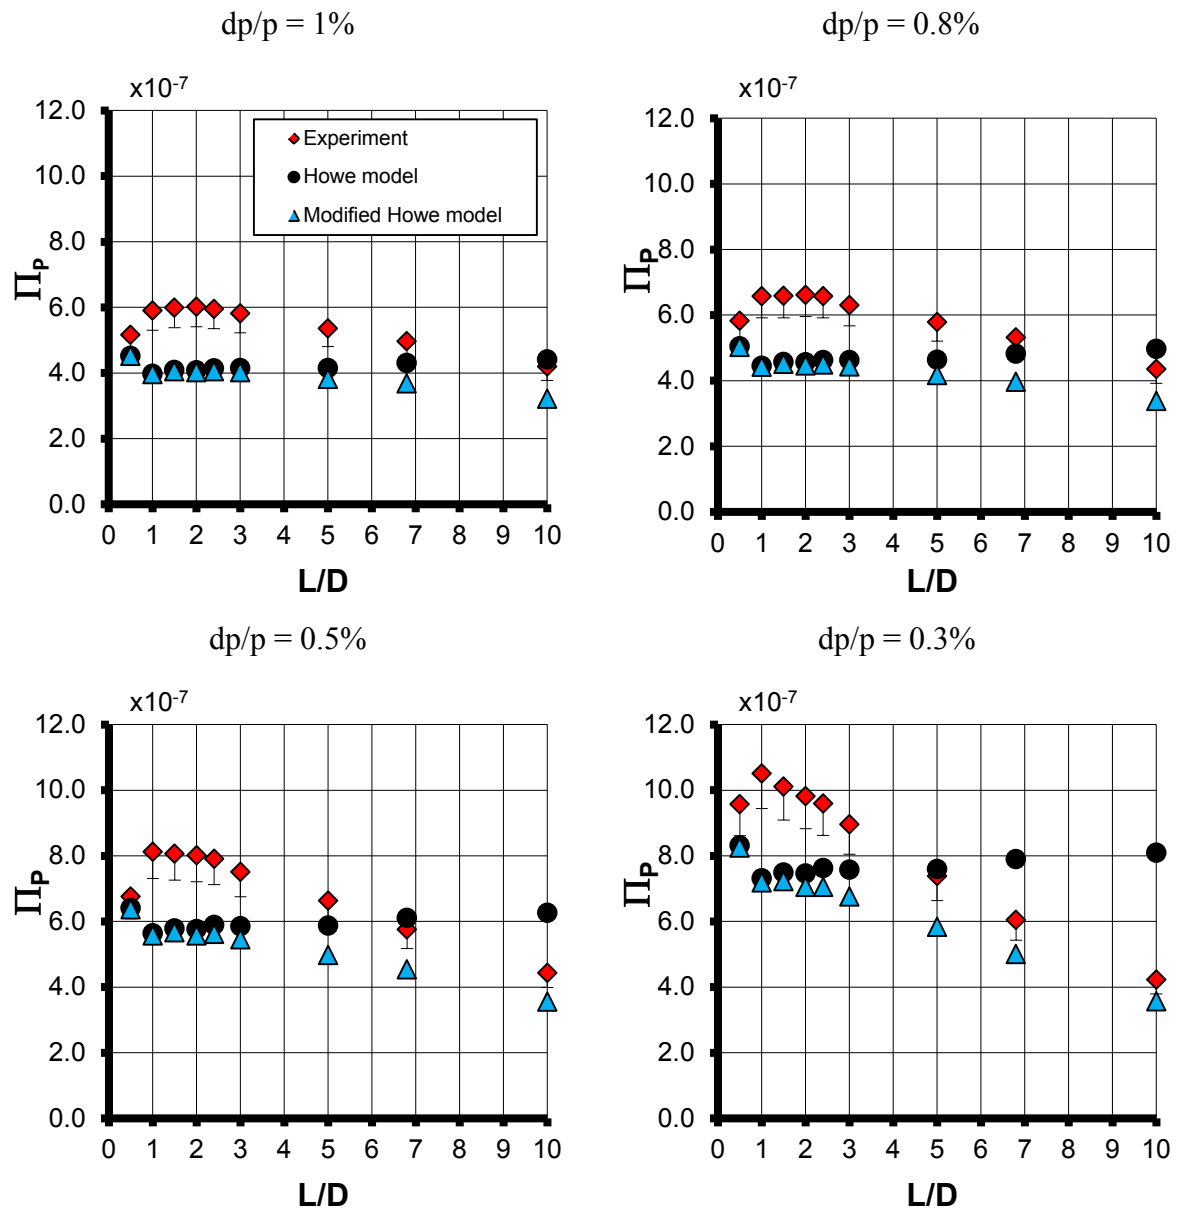 dp/p = 1%
x10-7
12.0
10.0
8.0
6.0
4.0
2.0
0.0
ΠP
Experiment
Howe model
Modified Howe model
0 1 2 3 4 5 6 7 8 9 10
L/D
dp/p = 0.8%
x10-7
12.0
10.0
8.0
6.0
4.0
2.0
0.0
ΠP
0 1 2 3 4 5 6 7 8 9 10
L/D
dp/p = 0.5%
x10-7
12.0
10.0
8.0
6.0
4.0
2.0
0.0
ΠP
0 1 2 3 4 5 6 7 8 9 10
L/D
dp/p = 0.3%
x10-7
12.0
10.0
8.0
6.0
4.0
2.0
0.0
ΠP
0 1 2 3 4 5 6 7 8 9 10
L/D